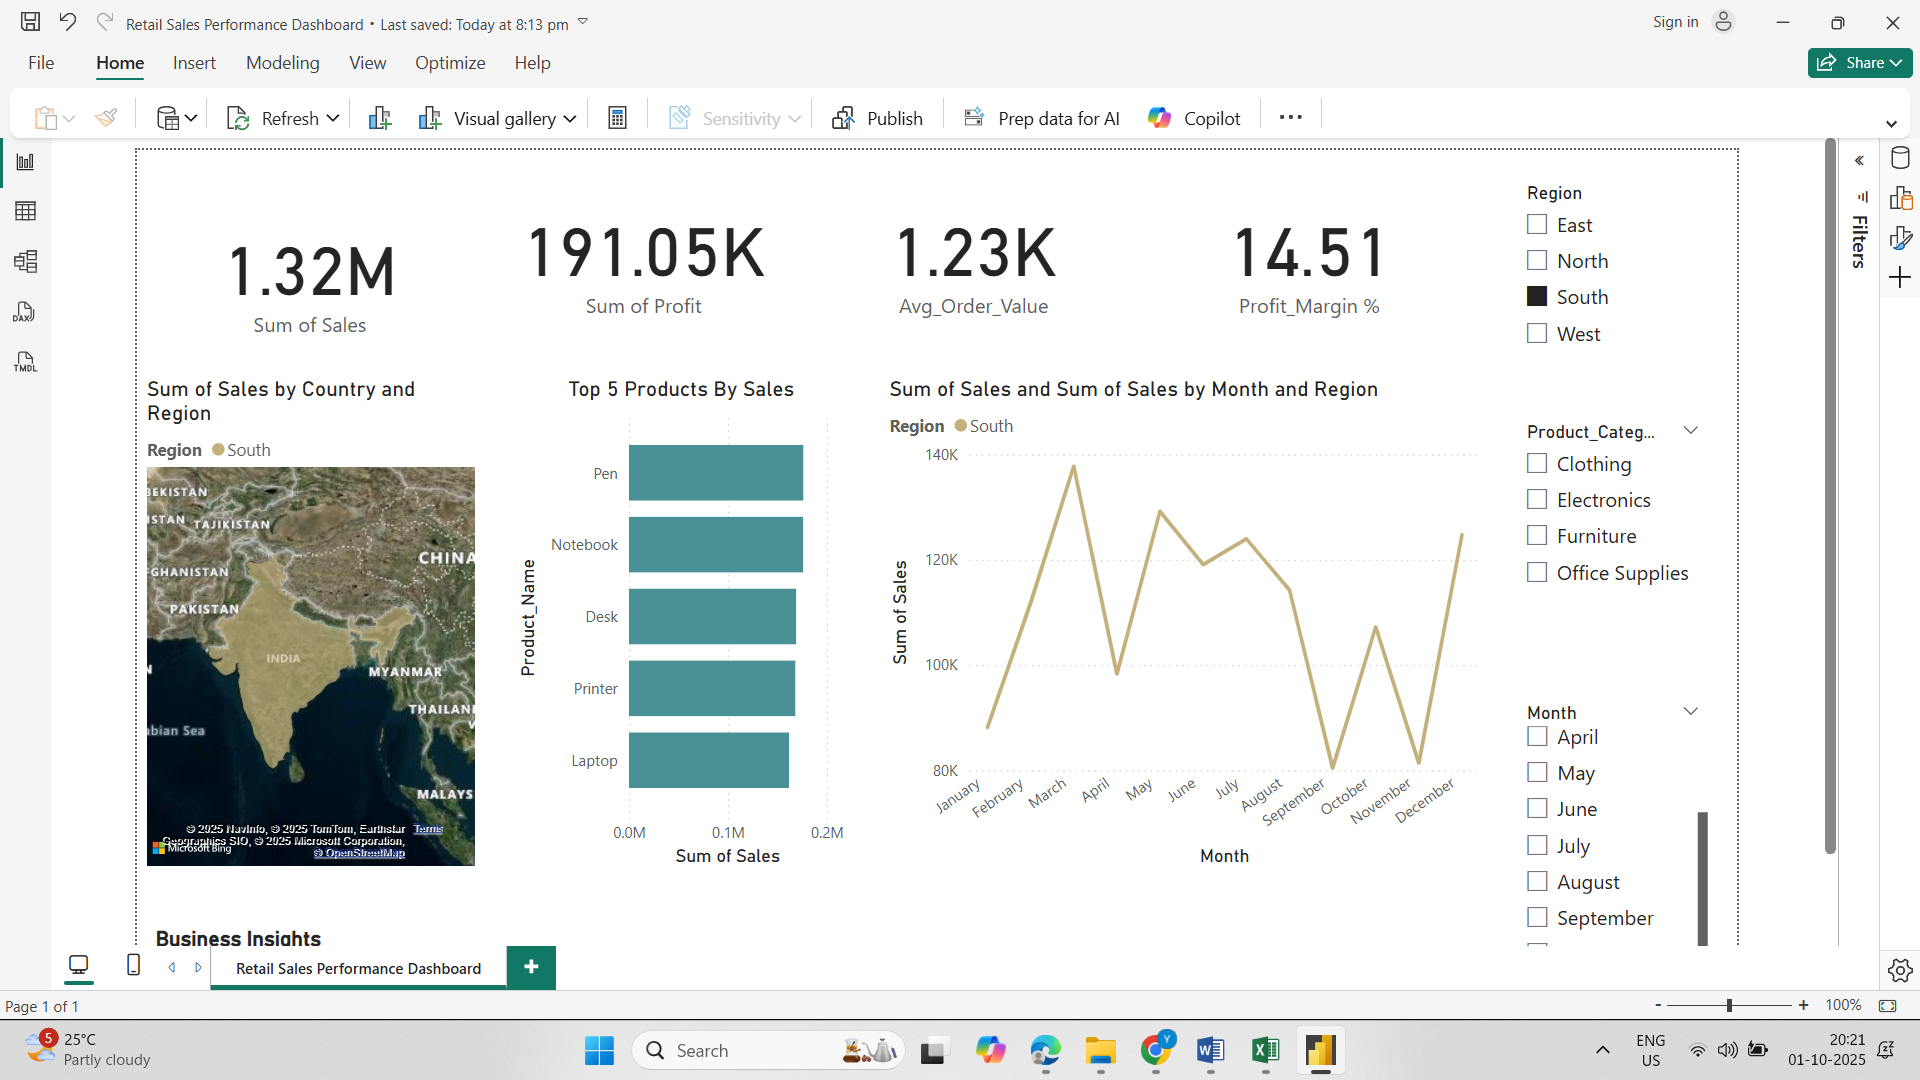 Retail Sales Performance Dashboard • Last saved: Today at 8:13 pm
Sign in
File Home Insert Modeling View Optimize Help
Share
Refresh Visual gallery Sensitivity Publish Prep data for AI Copilot ...
DAX
TMDL
Filters
1.32M
Sum of Sales
191.05K
Sum of Profit
1.23K
Avg_Order_Value
14.51
Profit_Margin %
Region
East
North
South
West
Sum of Sales by Country and
Region
Region South
TAJIKISTAN
CHINA
PAKISTAN
INDIA
MYANMAR
© 2025 NavInfo, © 2025 TomTom, Earthstar Terms
Geographics SIO, © 2025 Microsoft Corporation,
Microsoft Bing © OpenStreetMap
Top 5 Products By Sales
Product_Name
Pen
Notebook
Desk
Printer
Laptop
0.0M 0.1M 0.2M
Sum of Sales
Sum of Sales and Sum of Sales by Month and Region
Region South
Sum of Sales
140K
120K
100K
80K
January February March April May June July August September October November December
Month
Product_Categ...
Clothing
Electronics
Furniture
Office Supplies
Month
April
May
June
July
August
September
Business Insights
Retail Sales Performance Dashboard +
Page 1 of 1
- + 100%
5
25°C
Partly cloudy
Search
Y
ENG
US
20:21
01-10-2025